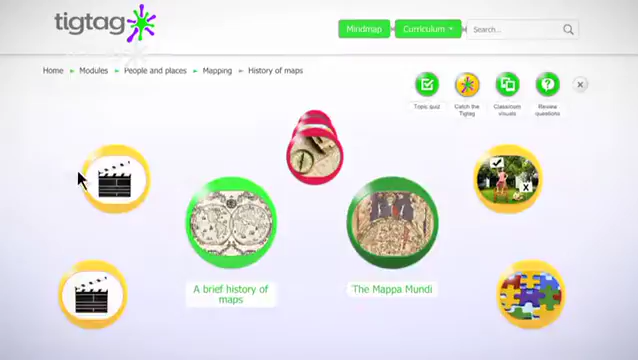 tigtag
Mindmap
Curriculum
Search...
Home
Modules
People and places
Mapping
History of maps
Topic quiz
Catch the
Tigtag
Classroom
visuals
Review
questions
A brief history of
maps
The Mappa Mundi